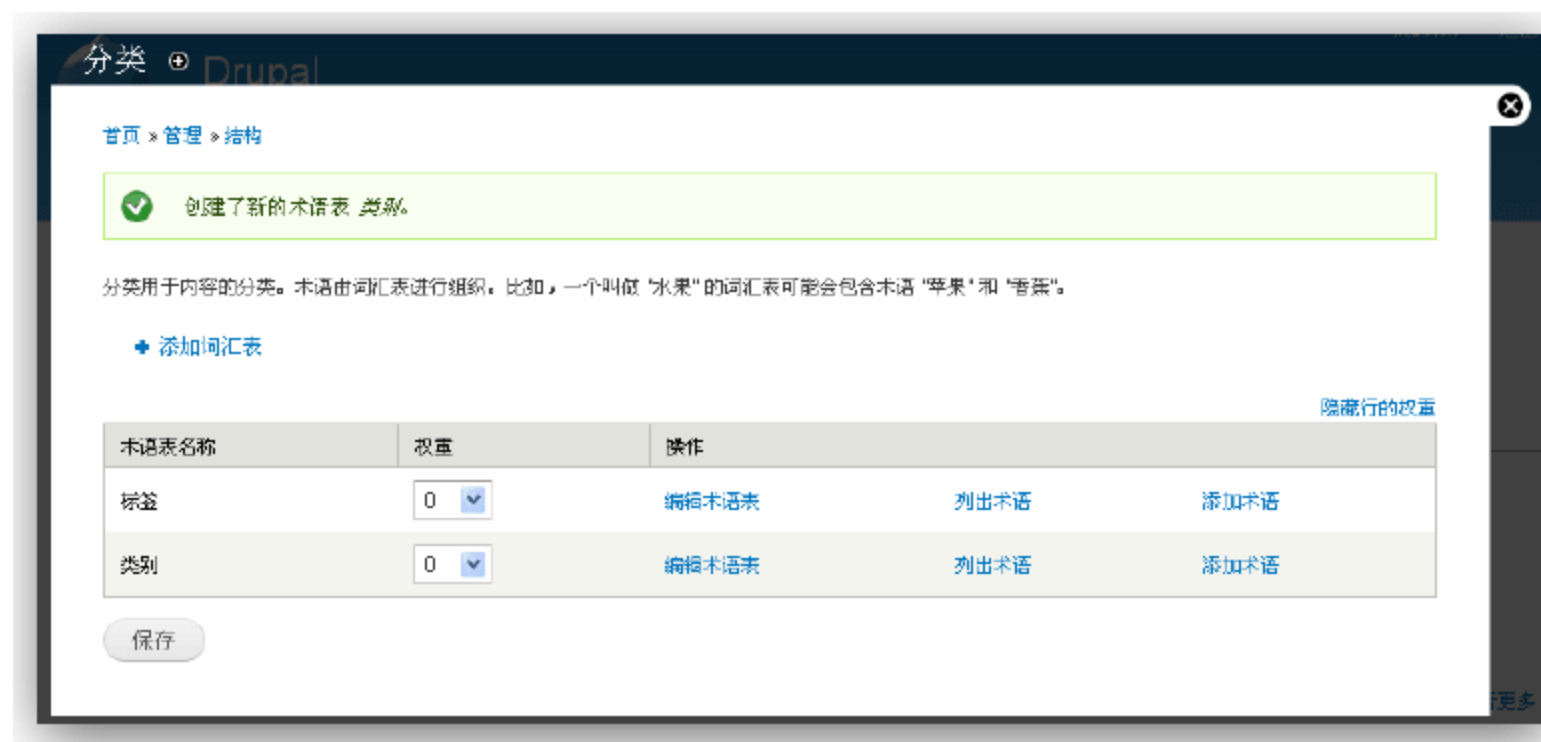 分类 Drupal
首页 » 管理 » 结构
创建了新的术语表 类别。
分类用于内容的分类。术语由词汇表进行组织。比如，一个叫做 "水果" 的词汇表可能会包含术语 "苹果" 和 "香蕉"。
添加词汇表
隐藏行的权重
术语表名称 权重 操作
标签 0 编辑术语表 列出术语 添加术语
类别 0 编辑术语表 列出术语 添加术语
保存
更多